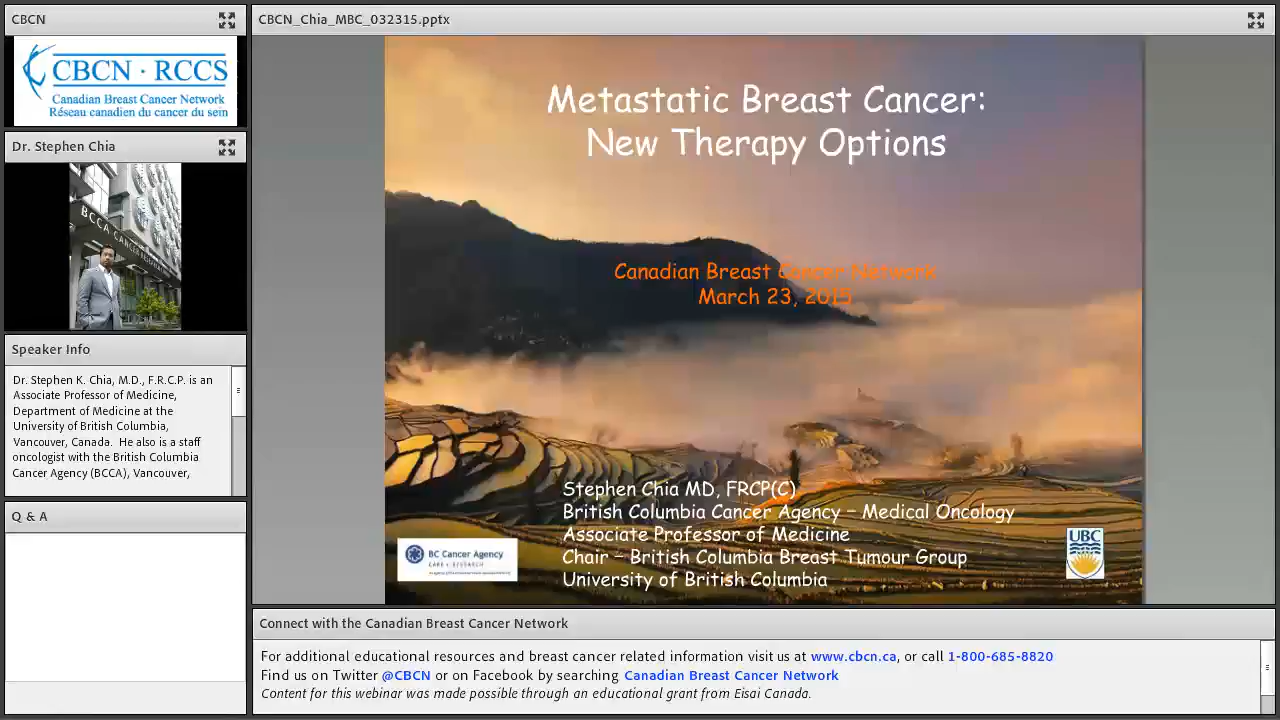 CBCN
CBCN · RCCS
Canadian Breast Cancer Network
Réseau canadien du cancer du sein
Dr. Stephen Chia
BCCA CANCER RESEARCH
Speaker Info
Dr. Stephen K. Chia, M.D., F.R.C.P. is an
Associate Professor of Medicine,
Department of Medicine at the
University of British Columbia,
Vancouver, Canada. He also is a staff
oncologist with the British Columbia
Cancer Agency (BCCA), Vancouver,
Q & A
CBCN_Chia_MBC_032315.pptx
Metastatic Breast Cancer:
New Therapy Options
Canadian Breast Cancer Network
March 23, 2015
Stephen Chia MD, FRCP(C)
British Columbia Cancer Agency – Medical Oncology
Associate Professor of Medicine
Chair – British Columbia Breast Tumour Group
University of British Columbia
BC Cancer Agency
CARE + RESEARCH
UBC
Connect with the Canadian Breast Cancer Network
For additional educational resources and breast cancer related information visit us at www.cbcn.ca, or call 1-800-685-8820
Find us on Twitter @CBCN or on Facebook by searching Canadian Breast Cancer Network
Content for this webinar was made possible through an educational grant from Eisai Canada.